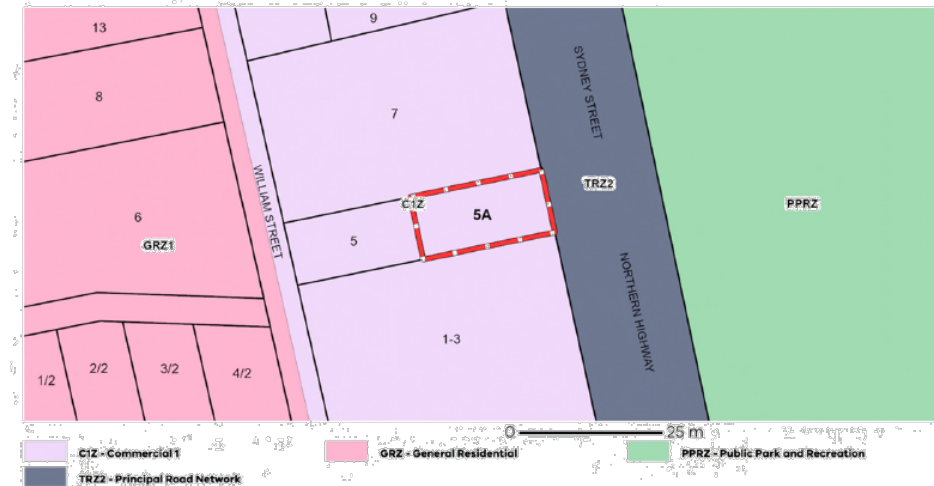 13
9
8
7
SYDNEY STREET
WILLIAM STREET
TRZ2
C1Z
PPRZ
6
5A
GRZ1
5
NORTHERN HIGHWAY
1-3
1/2
2/2
3/2
4/2
0 25 m
C1Z - Commercial 1
GRZ - General Residential
PPRZ - Public Park and Recreation
TRZ2 - Principal Road Network